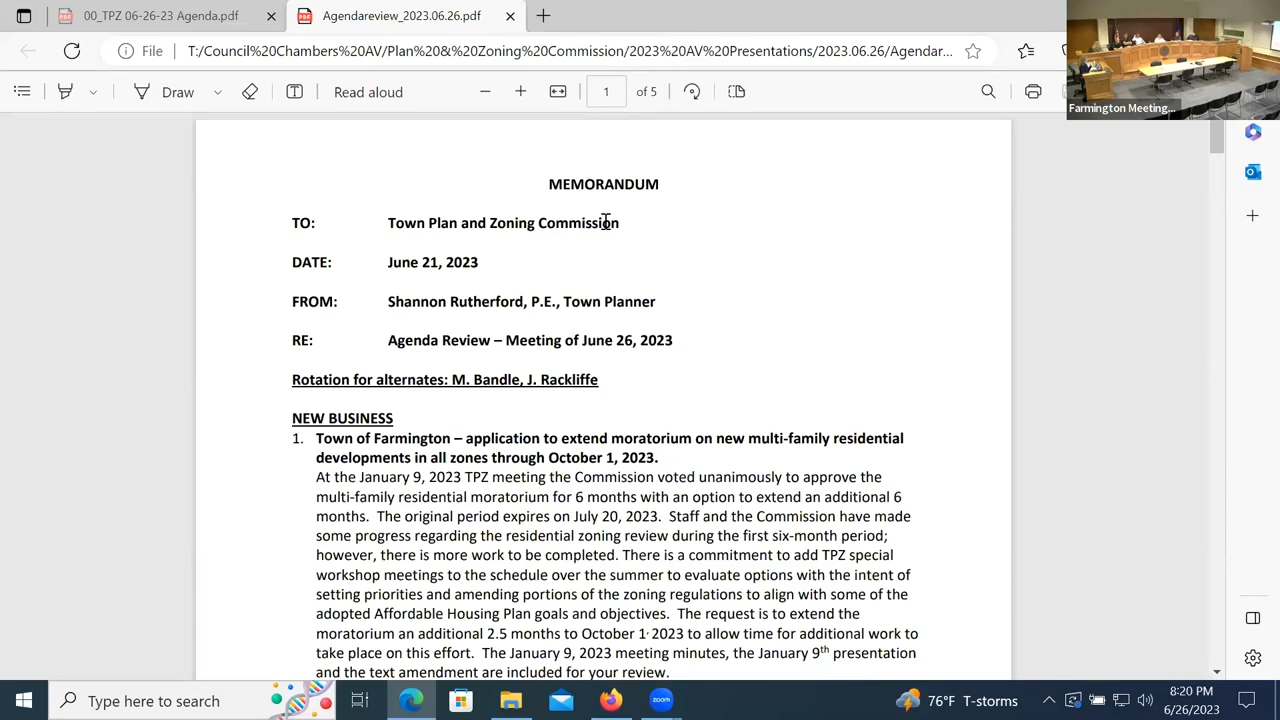 00_TPZ 06-26-23 Agenda.pdf
Agendareview_2023.06.26.pdf
File T:/Council%20Chambers%20AV/Plan%20&%20Zoning%20Commission/2023%20AV%20Presentations/2023.06.26/Agendar...
Draw Read aloud 1 of 5
Farmington Meeting...
MEMORANDUM
TO: Town Plan and Zoning Commission
DATE: June 21, 2023
FROM: Shannon Rutherford, P.E., Town Planner
RE: Agenda Review – Meeting of June 26, 2023
Rotation for alternates: M. Bandle, J. Rackliffe
NEW BUSINESS
1. Town of Farmington – application to extend moratorium on new multi-family residential
developments in all zones through October 1, 2023.
At the January 9, 2023 TPZ meeting the Commission voted unanimously to approve the
multi-family residential moratorium for 6 months with an option to extend an additional 6
months. The original period expires on July 20, 2023. Staff and the Commission have made
some progress regarding the residential zoning review during the first six-month period;
however, there is more work to be completed. There is a commitment to add TPZ special
workshop meetings to the schedule over the summer to evaluate options with the intent of
setting priorities and amending portions of the zoning regulations to align with some of the
adopted Affordable Housing Plan goals and objectives. The request is to extend the
moratorium an additional 2.5 months to October 1, 2023 to allow time for additional work to
take place on this effort. The January 9, 2023 meeting minutes, the January 9th presentation
and the text amendment are included for your review.
Type here to search
zoom
76°F T-storms
8:20 PM
6/26/2023